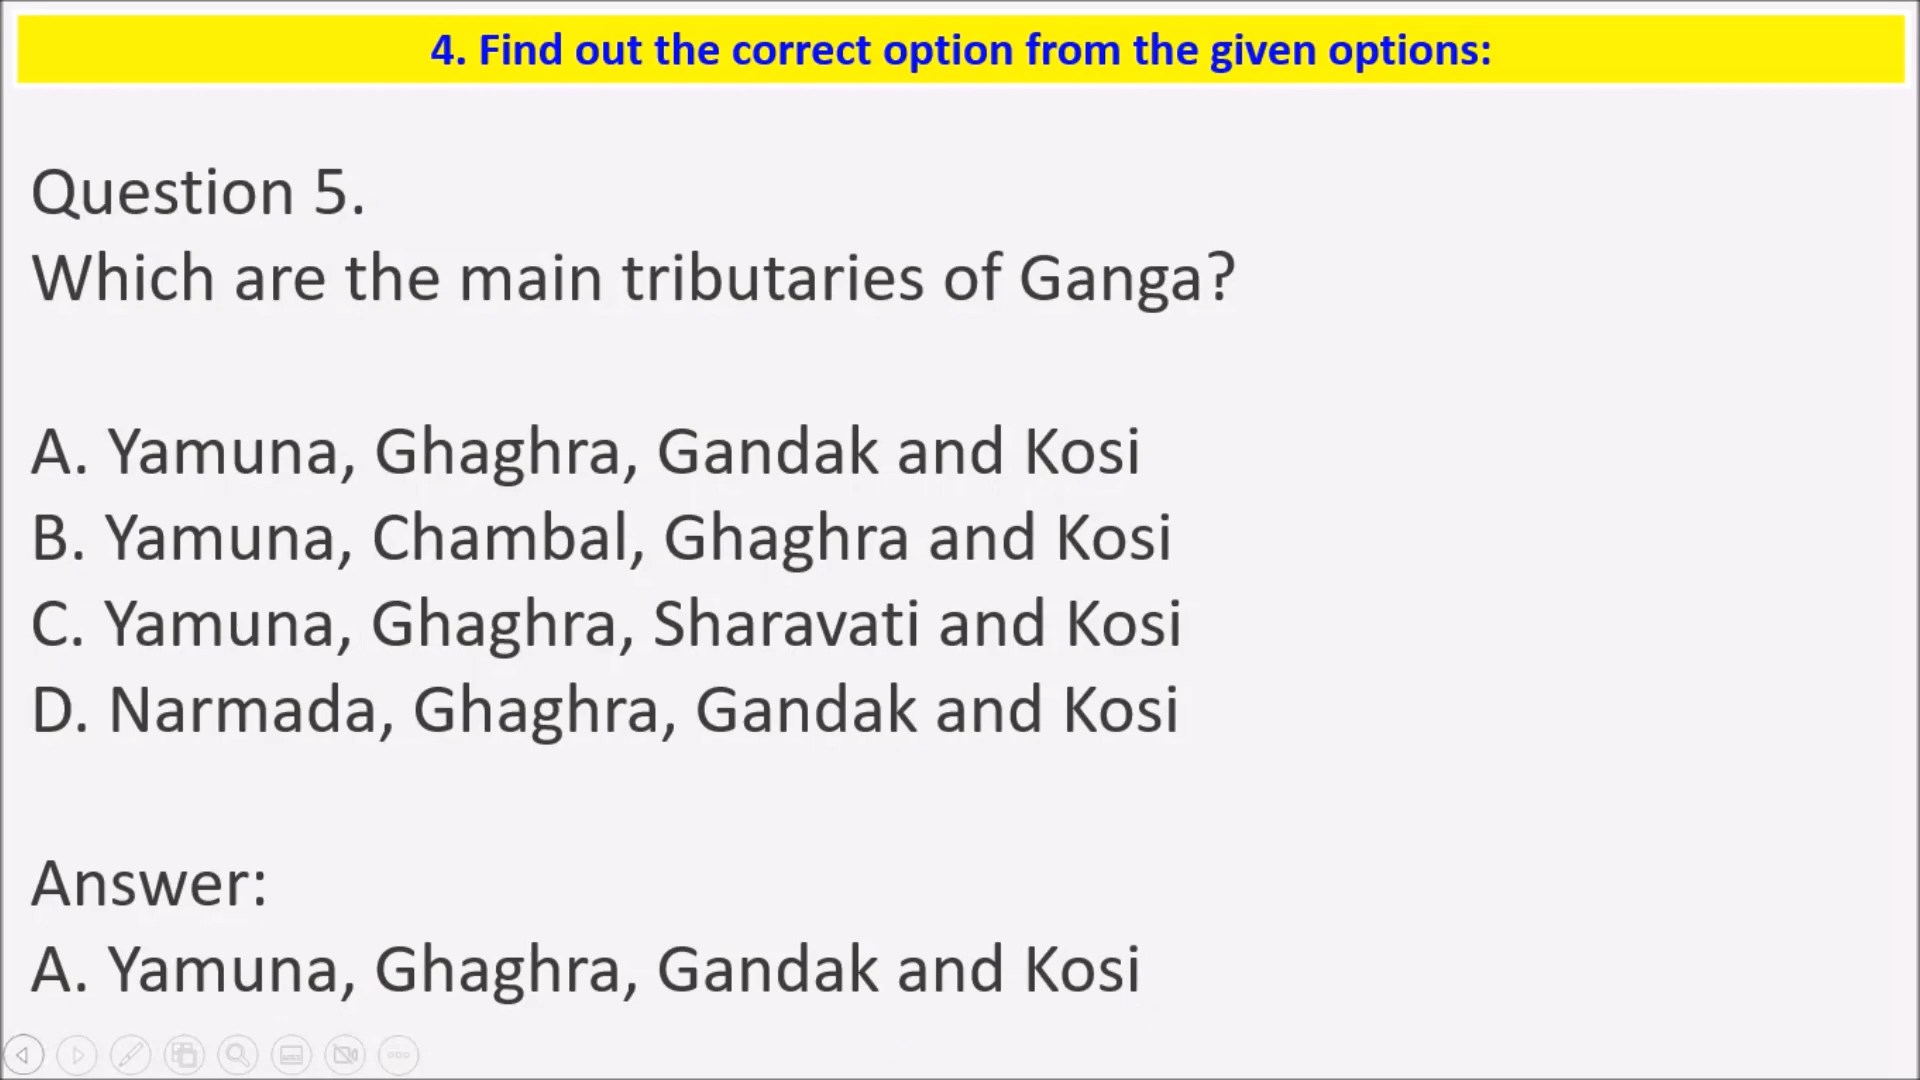 4. Find out the correct option from the given options:
Question 5.
Which are the main tributaries of Ganga?
A. Yamuna, Ghaghra, Gandak and Kosi
B. Yamuna, Chambal, Ghaghra and Kosi
C. Yamuna, Ghaghra, Sharavati and Kosi
D. Narmada, Ghaghra, Gandak and Kosi
Answer:
A. Yamuna, Ghaghra, Gandak and Kosi